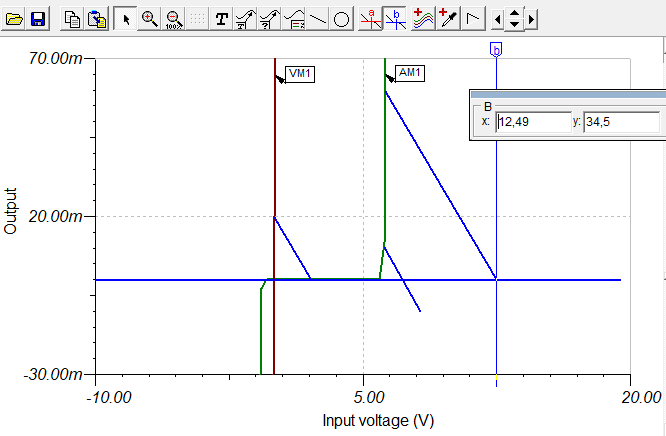 100%
T
a
b
b
B
x: 12,49 y: 34,5
70.00m
VM1
AM1
Output
20.00m
-30.00m
-10.00 5.00 20.00
Input voltage (V)